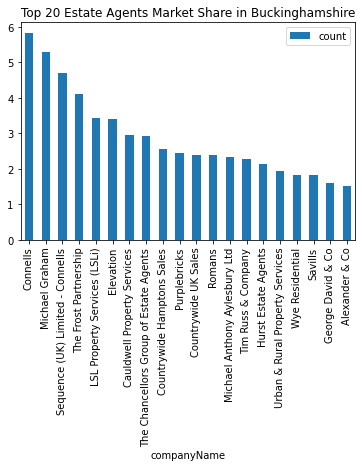 Top 20 Estate Agents Market Share in Buckinghamshire
count
6
5
4
3
2
1
0
Connells
Michael Graham
Sequence (UK) Limited - Connells
The Frost Partnership
LSL Property Services (LSLi)
Elevation
Cauldwell Property Services
The Chancellors Group of Estate Agents
Countrywide Hamptons Sales
Purplebricks
Countrywide UK Sales
Romans
Michael Anthony Aylesbury Ltd
Tim Russ & Company
Hurst Estate Agents
Urban & Rural Property Services
Wye Residential
Savills
George David & Co
Alexander & Co
companyName